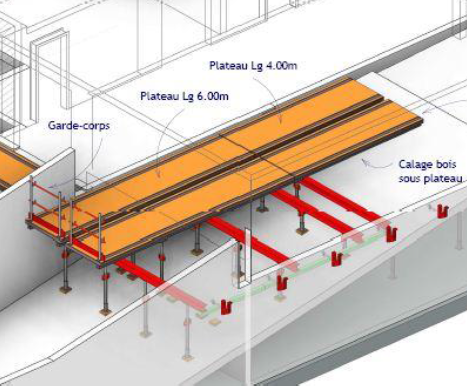 Plateau Lg 4.00m
Plateau Lg 6.00m
Garde-corps
Calage bois
sous plateau